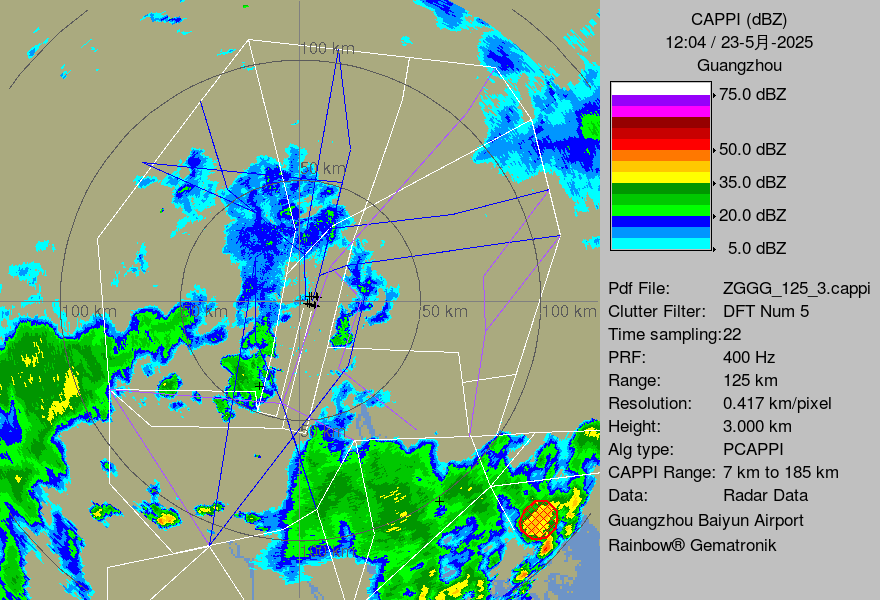 CAPPI (dBZ)
12:04 / 23-5月-2025
Guangzhou
75.0 dBZ
50.0 dBZ
35.0 dBZ
20.0 dBZ
5.0 dBZ
Pdf File: ZGGG_125_3.cappi
Clutter Filter: DFT Num 5
Time sampling:22
PRF: 400 Hz
Range: 125 km
Resolution: 0.417 km/pixel
Height: 3.000 km
Alg type: PCAPPI
CAPPI Range: 7 km to 185 km
Data: Radar Data
Guangzhou Baiyun Airport
Rainbow® Gematronik
100 km
50 km
100 km
50 km
50 km
100 km
50 km
100 km